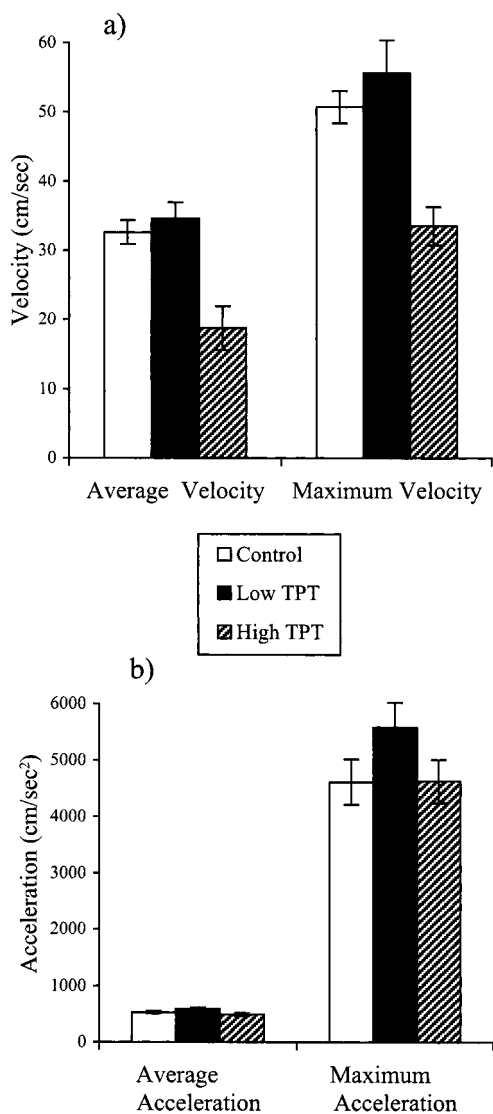 a)
60
50
40
30
20
10
0
Velocity (cm/sec)
Average Velocity Maximum Velocity
Control
Low TPT
High TPT
b)
6000
5000
4000
3000
2000
1000
0
Acceleration (cm/sec²)
Average Maximum
Acceleration Acceleration